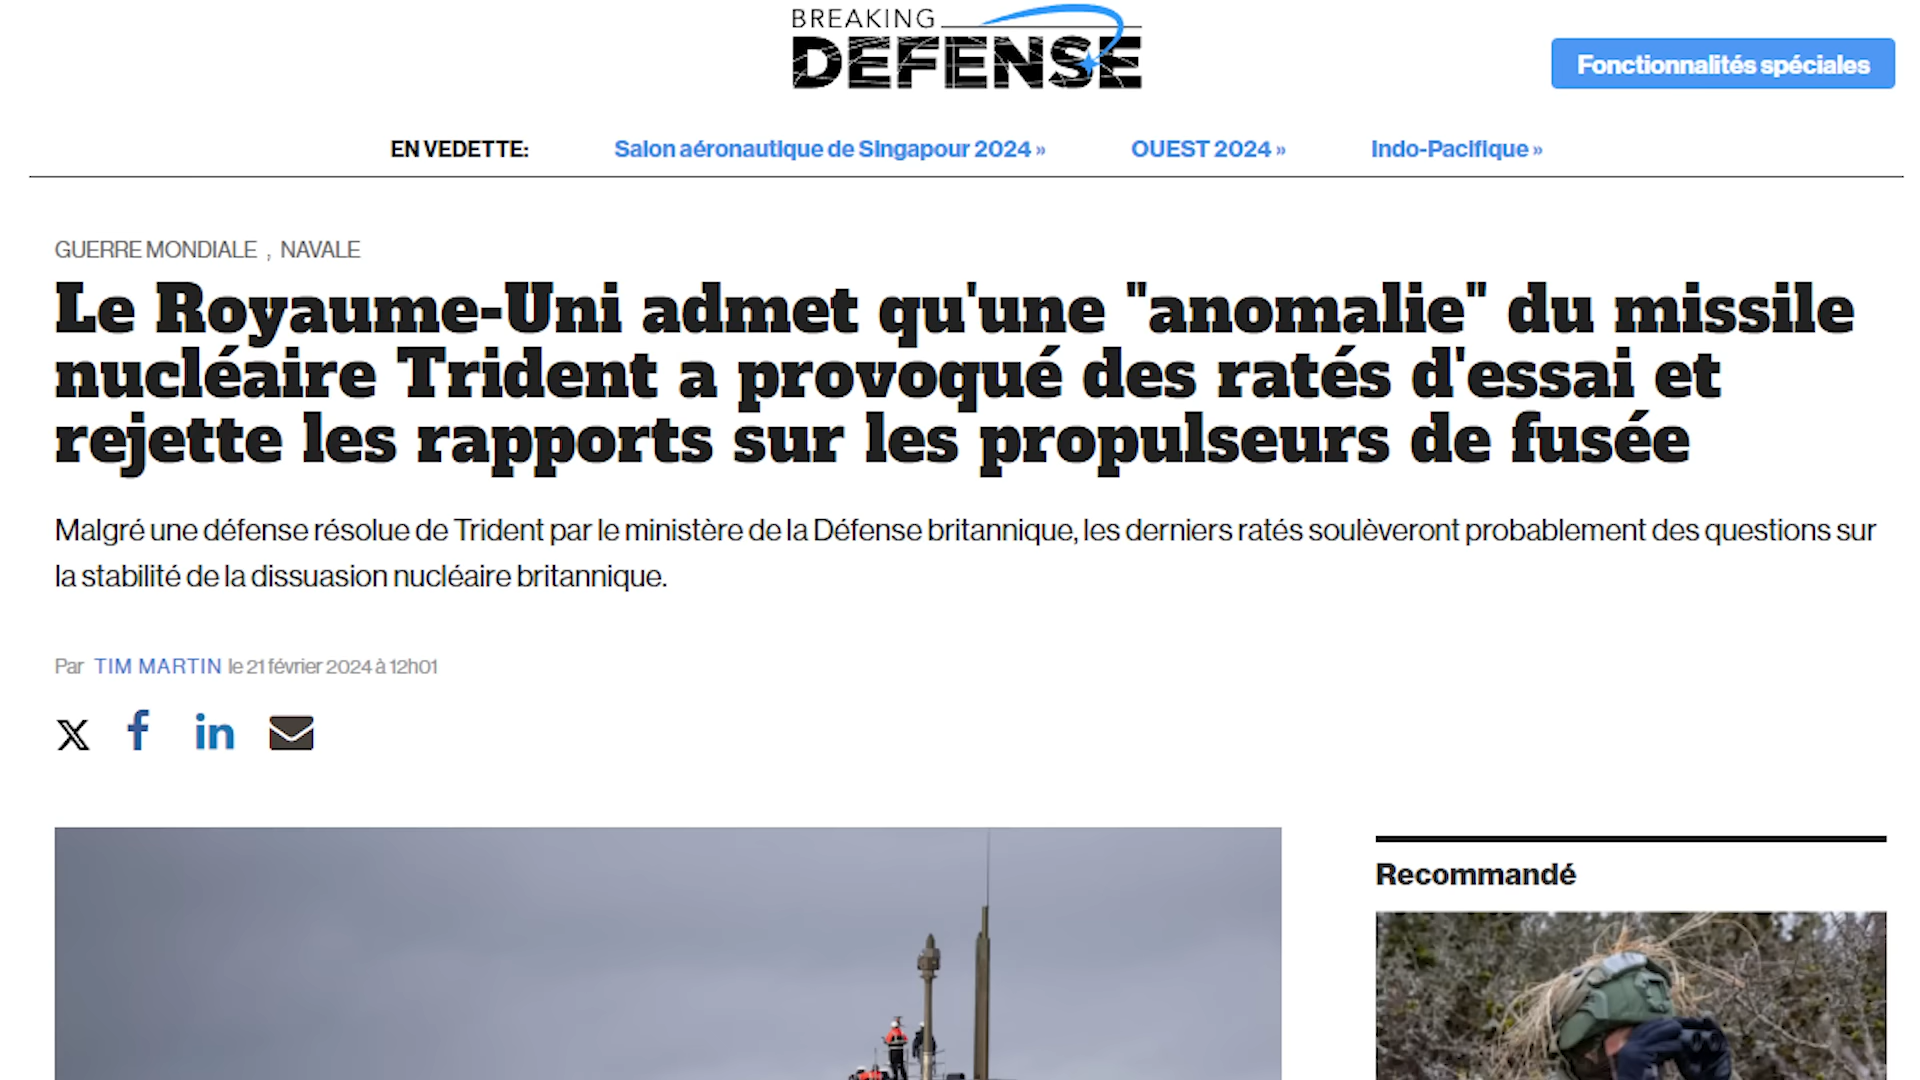 BREAKING
DEFENSE
Fonctionnalités spéciales
EN VEDETTE: Salon aéronautique de Singapour 2024 » OUEST 2024 » Indo-Pacifique »
GUERRE MONDIALE , NAVALE
Le Royaume-Uni admet qu'une "anomalie" du missile
nucléaire Trident a provoqué des ratés d'essai et
rejette les rapports sur les propulseurs de fusée
Malgré une défense résolue de Trident par le ministère de la Défense britannique, les derniers ratés soulèveront probablement des questions sur
la stabilité de la dissuasion nucléaire britannique.
Par TIM MARTIN le 21 février 2024 à 12h01
Recommandé